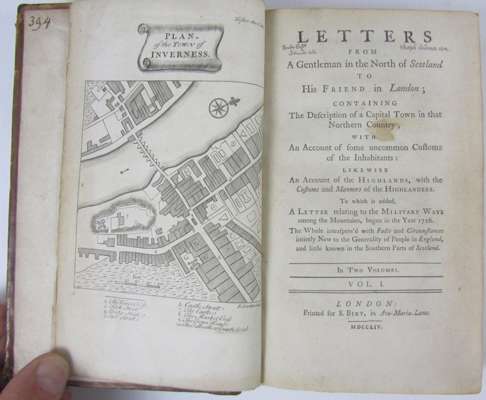 394
PLAN
of the TOWN of
INVERNESS.
LETTERS
FROM
A Gentleman in the North of Scotland
TO
His FRIEND in London;
CONTAINING
The Description of a Capital Town in that
Northern Country;
WITH
An Account of some uncommon Customs
of the Inhabitants:
LIKEWISE
An Account of the HIGHLANDS, with the
Customs and Manners of the HIGHLANDERS.
To which is added,
A LETTER relating to the MILITARY WAYS
among the Mountains, began in the Year 1726.
The Whole interspers'd with Facts and Circumstances
intirely New to the Generality of People in England,
and little known in the Southern Parts of Scotland.
In TWO VOLUMES.
VOL. I.
LONDON:
Printed for S. BIRT, in Ave-Maria-Lane.
MDCCLIV.